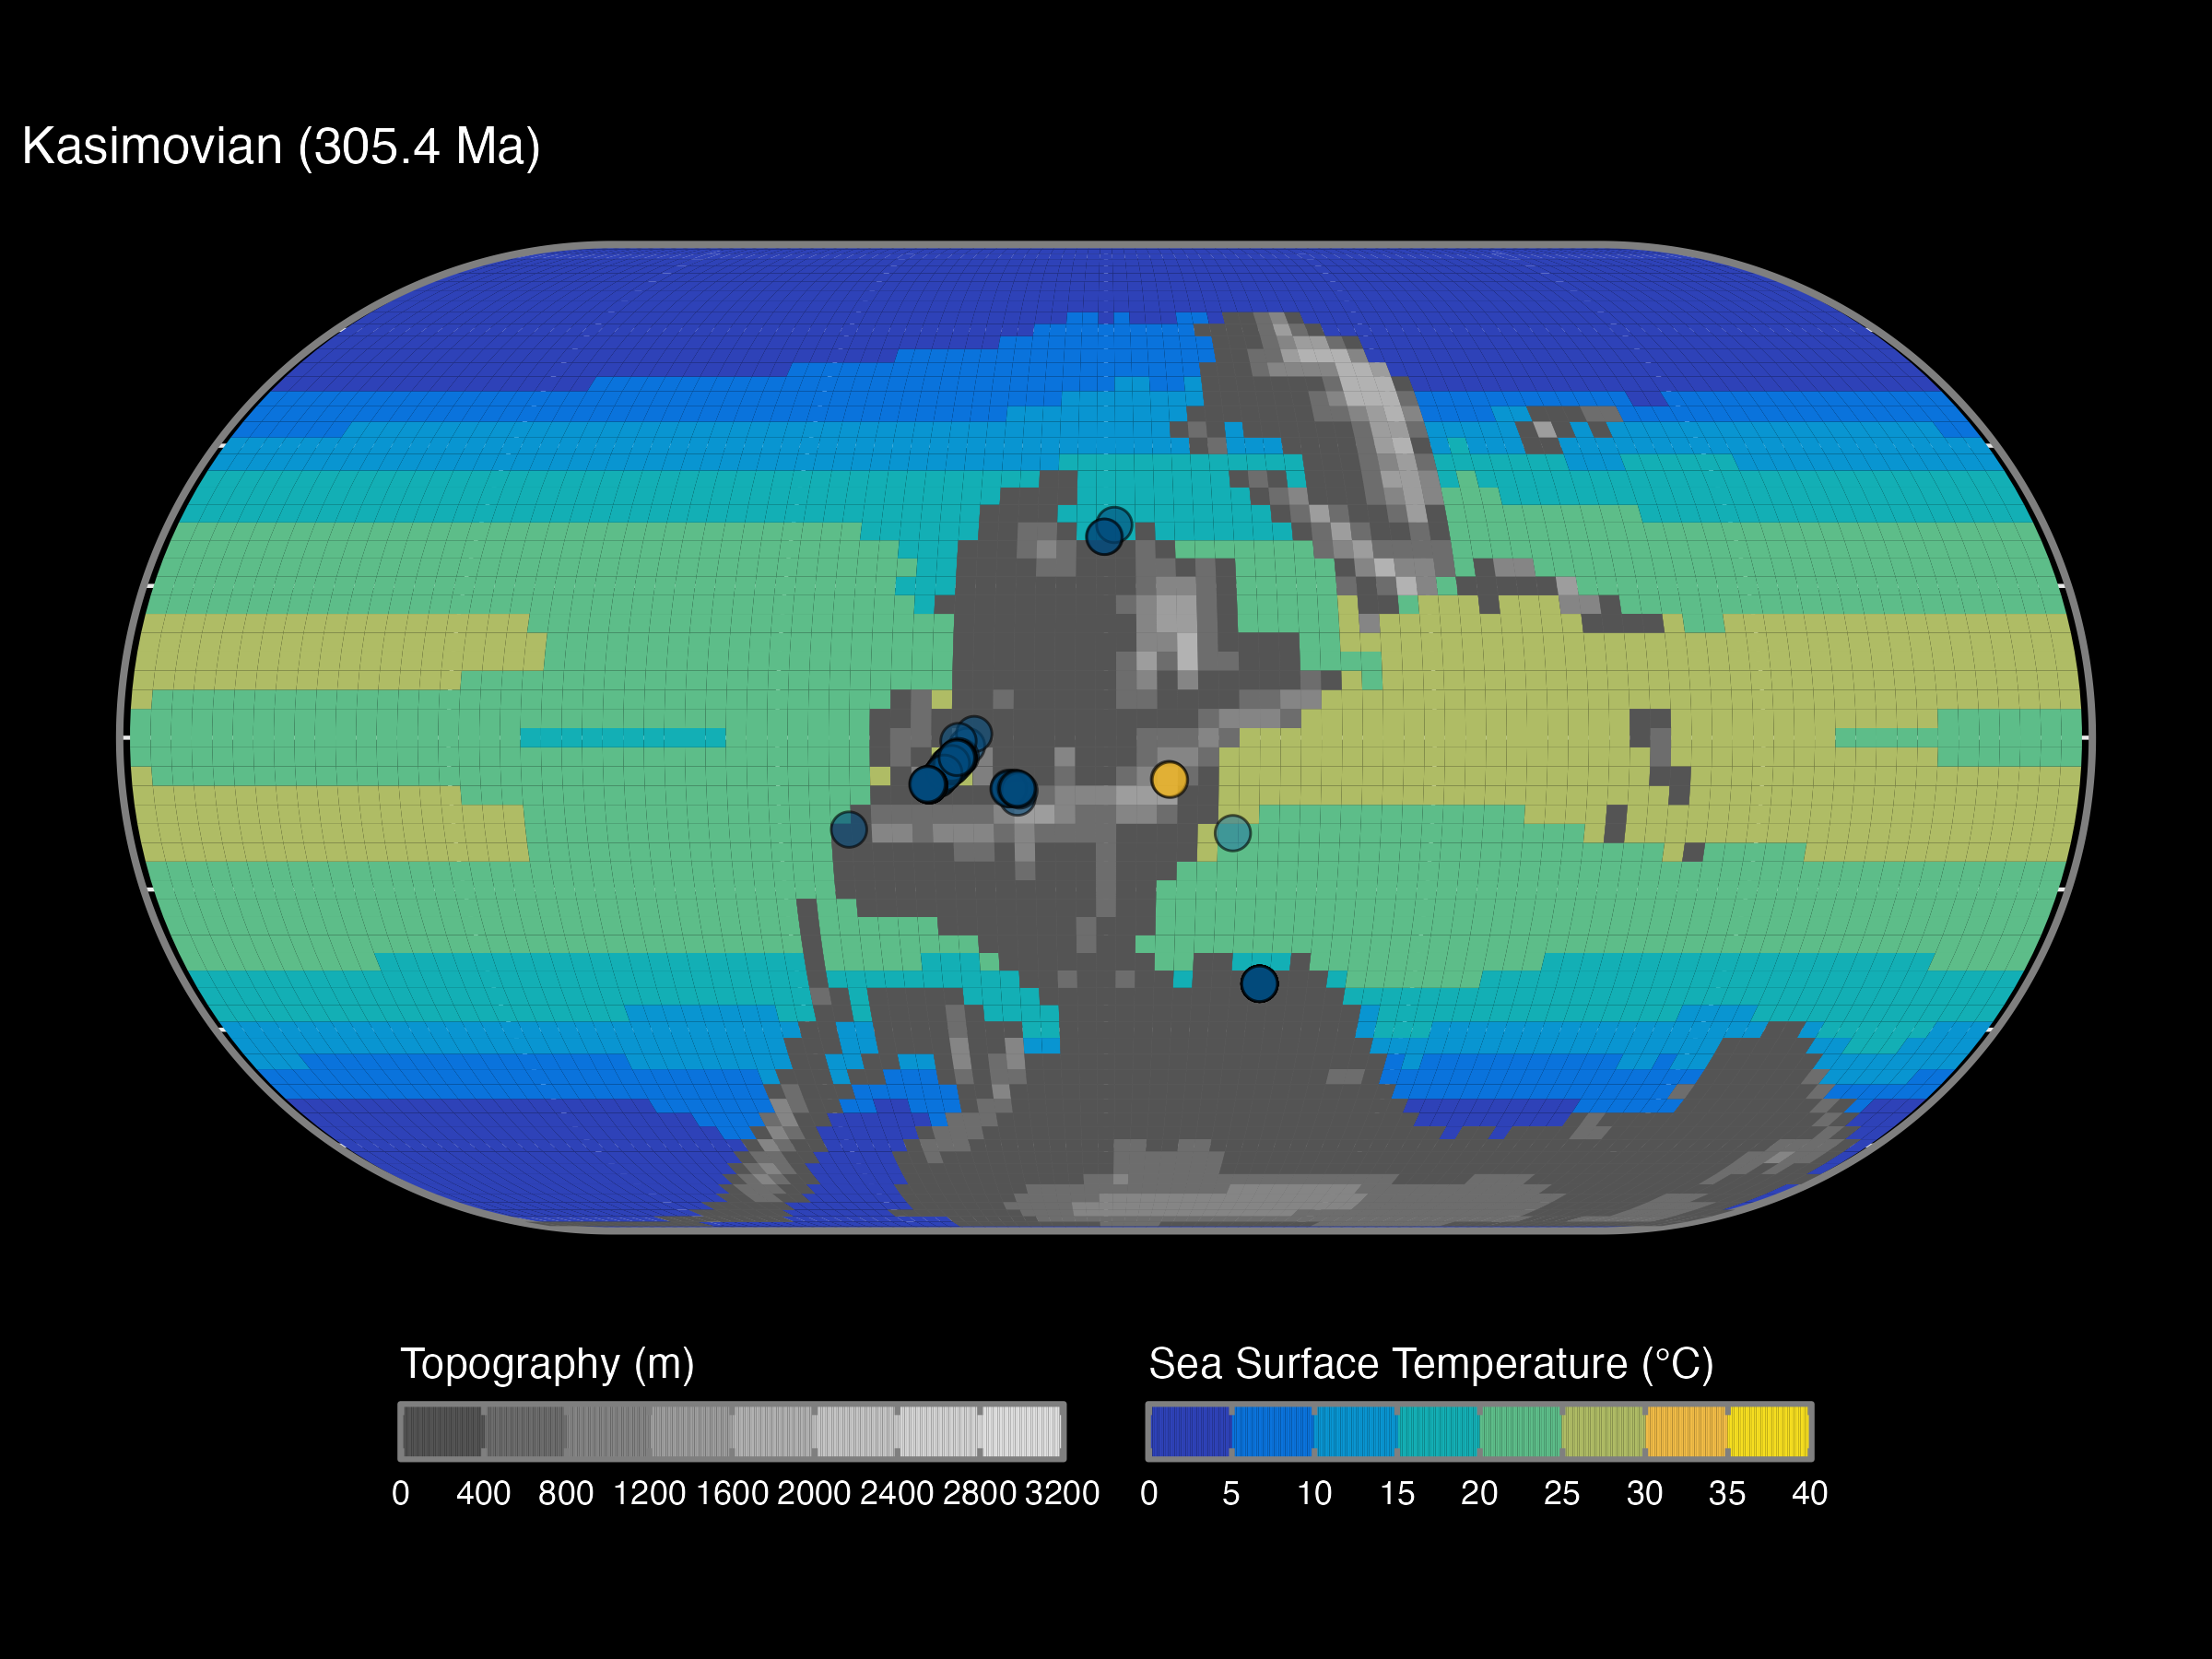 Kasimovian (305.4 Ma)
Topography (m)
0 400 800 1200 1600 2000 2400 2800 3200
Sea Surface Temperature (°C)
0 5 10 15 20 25 30 35 40